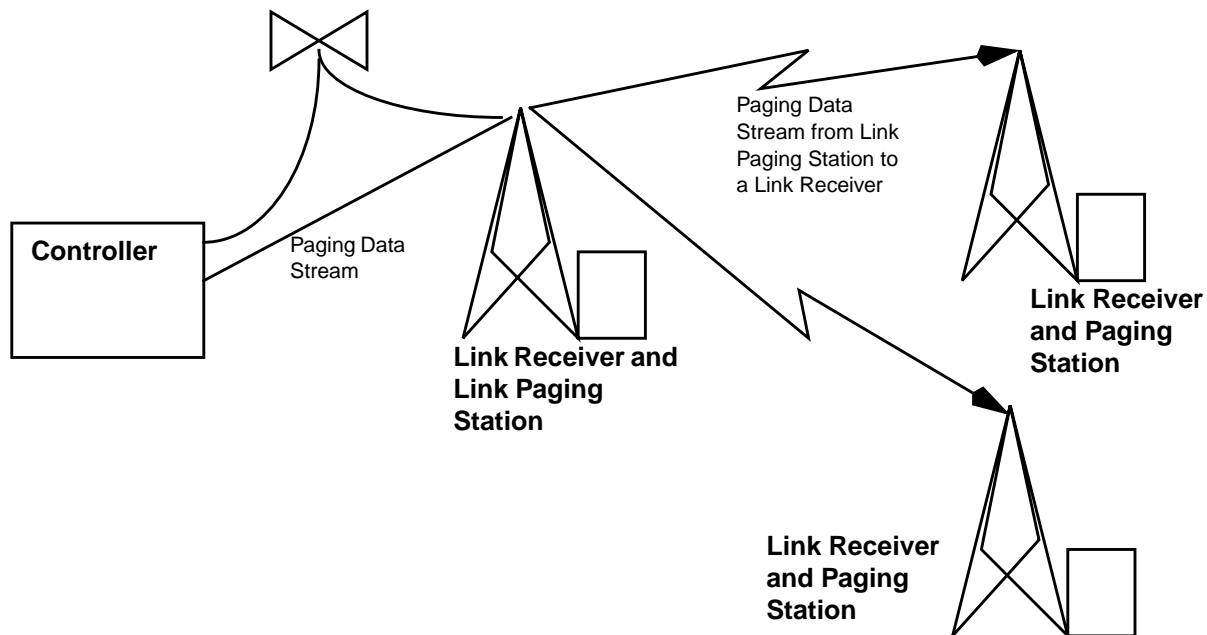 Paging Data
Stream from Link
Paging Station to
a Link Receiver
Controller
Paging Data
Stream
Link Receiver
and Paging
Station
Link Receiver and
Link Paging
Station
Link Receiver
and Paging
Station